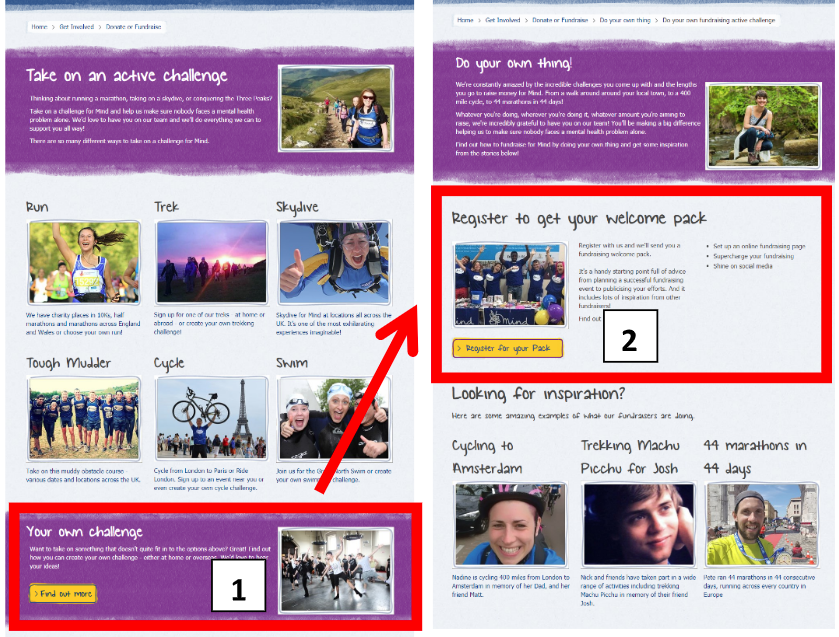 Home > Get Involved > Donate or Fundraise
Take on an active challenge
Thinking about running a marathon, taking on a skydive, or conquering the Three Peaks?
Take on a challenge for Mind and help us make sure nobody faces a mental health
problem alone. We'd love to have you on our team and we'll do everything we can to
support you all way!
There are so many different ways to take on a challenge for Mind.
Run
Trek
Skydive
We have charity places in 10Ks, half
marathons and marathons across England
and Wales or choose your own run!
Sign up for one of our treks - at home or
abroad - or create your own trekking
challenge!
Skydive for Mind at locations all across the
UK. It's one of the most exhilarating
experiences imaginable!
Tough Mudder
Cycle
Swim
Take on this muddy obstacle course -
various dates and locations across the UK.
Cycle from London to Paris or Ride
London. Sign up to an event near you or
even create your own cycle challenge.
Join us for the North Swim or create
your own challenge.
Your own challenge
Want to take on something that doesn't quite fit in to the options above? Great! Find out
how you can create your own challenge - either at home or overseas. We'd love to hear
your ideas!
> Find out more
1
Home > Get Involved > Donate or Fundraise > Do your own thing > Do your own fundraising active challenge
Do your own thing!
We're constantly amazed by the incredible challenges you come up with and the lengths
you go to raise money for Mind. From a walk around around your local town, to a 400
mile cycle, to 44 marathons in 44 days!
Whatever you're doing, wherever you're doing it, whatever amount you're aiming to
raise, we're incredibly grateful to have you on our team! You'll be making a big difference
helping us to make sure nobody faces a mental health problem alone.
Find out how to fundraise for Mind by doing your own thing and get some inspiration
from the stories below!
Register to get your welcome pack
Register with us and we'll send you a
fundraising welcome pack.
It's a handy starting point full of advice
from planning a successful fundraising
event to publicising your efforts. And it
includes lots of inspiration from other
fundraisers!
Find out
• Set up an online fundraising page
• Supercharge your fundraising
• Shine on social media
mind
> Register for your Pack
2
Looking for inspiration?
Here are some amazing examples of what our fundraisers are doing.
Cycling to
Amsterdam
Trekking Machu
Picchu for Josh
44 marathons in
44 days
Nadine is cycling 400 miles from London to
Amsterdam in memory of her Dad, and her
friend Matt.
Nick and friends have taken part in a wide
range of activities including trekking
Machu Picchu in memory of their friend
Josh.
Pete ran 44 marathons in 44 consecutive
days, running across every country in
Europe